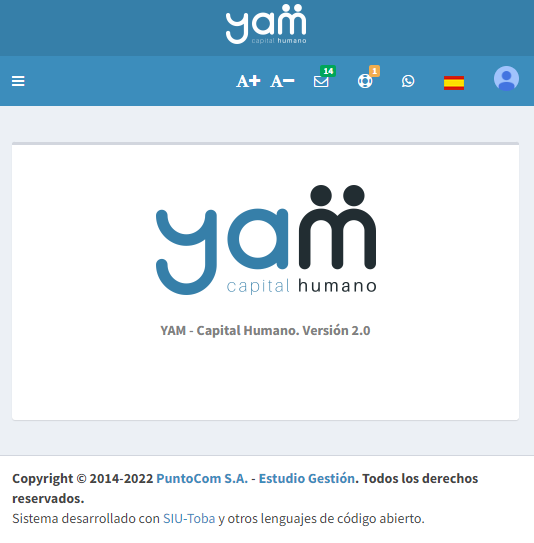 yam
capital humano
A+ A- 14 1
yam
capital humano
YAM - Capital Humano. Versión 2.0
Copyright © 2014-2022 PuntoCom S.A. - Estudio Gestión. Todos los derechos
reservados.
Sistema desarrollado con SIU-Toba y otros lenguajes de código abierto.